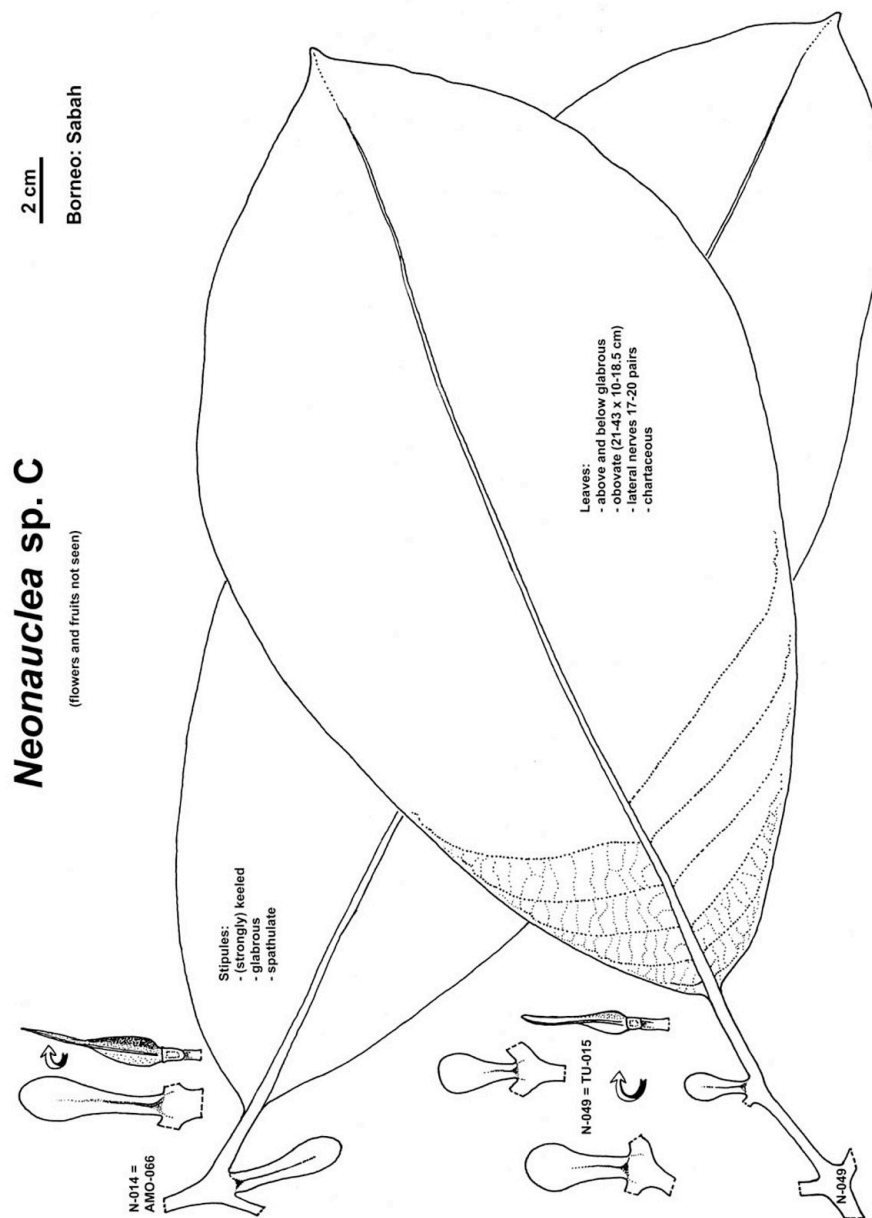 Neonauclea sp. C
(flowers and fruits not seen)
2 cm
Borneo: Sabah
Stipules:
- (strongly) keeled
- glabrous
- spathulate
Leaves:
- above and below glabrous
- obovate (21-43 x 10-18.5 cm)
- lateral nerves 17-20 pairs
- chartaceous
N-014 =
AMO-066
N-049 = TU-015
N-049